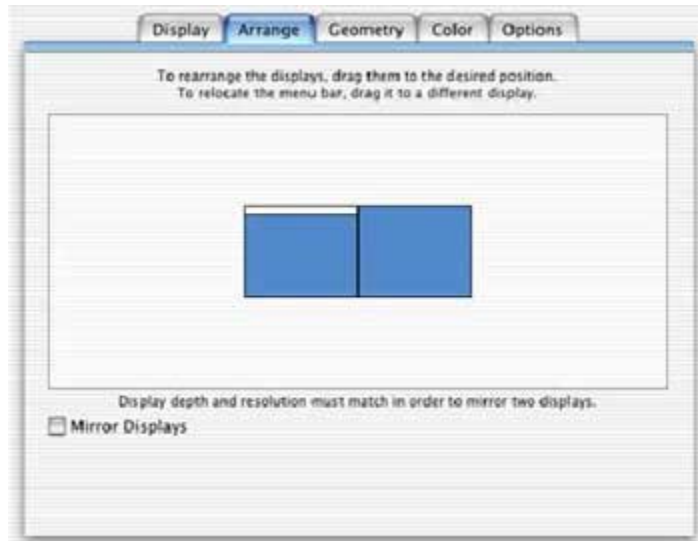 Display Arrange Geometry Color Options
To rearrange the displays, drag them to the desired position.
To relocate the menu bar, drag it to a different display.
Display depth and resolution must match in order to mirror two displays.
Mirror Displays